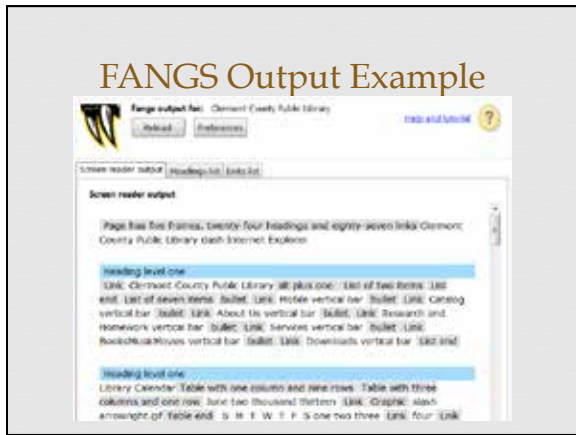 FANGS Output Example
Fangs output for: Clermont County Public Library
Reload Preferences
Help and tutorial ?
Screen reader output Headings list Links list
Screen reader output
Page has five frames, twenty-four headings and eighty-seven links Clermont
County Public Library dash Internet Explorer
Heading level one
Link Clermont County Public Library alt plus one List of two items List
end List of seven items bullet Link Mobile vertical bar bullet Link Catalog
vertical bar bullet Link About Us vertical bar bullet Link Research and
Homework vertical bar bullet Link Services vertical bar bullet Link
Books/Music/Movies vertical bar bullet Link Downloads vertical bar List end
Heading level one
Library Calendar Table with one column and nine rows Table with three
columns and one row June two thousand thirteen Link Graphic slash
arrowright gif Table end S M T W T F S one two three Link four Link